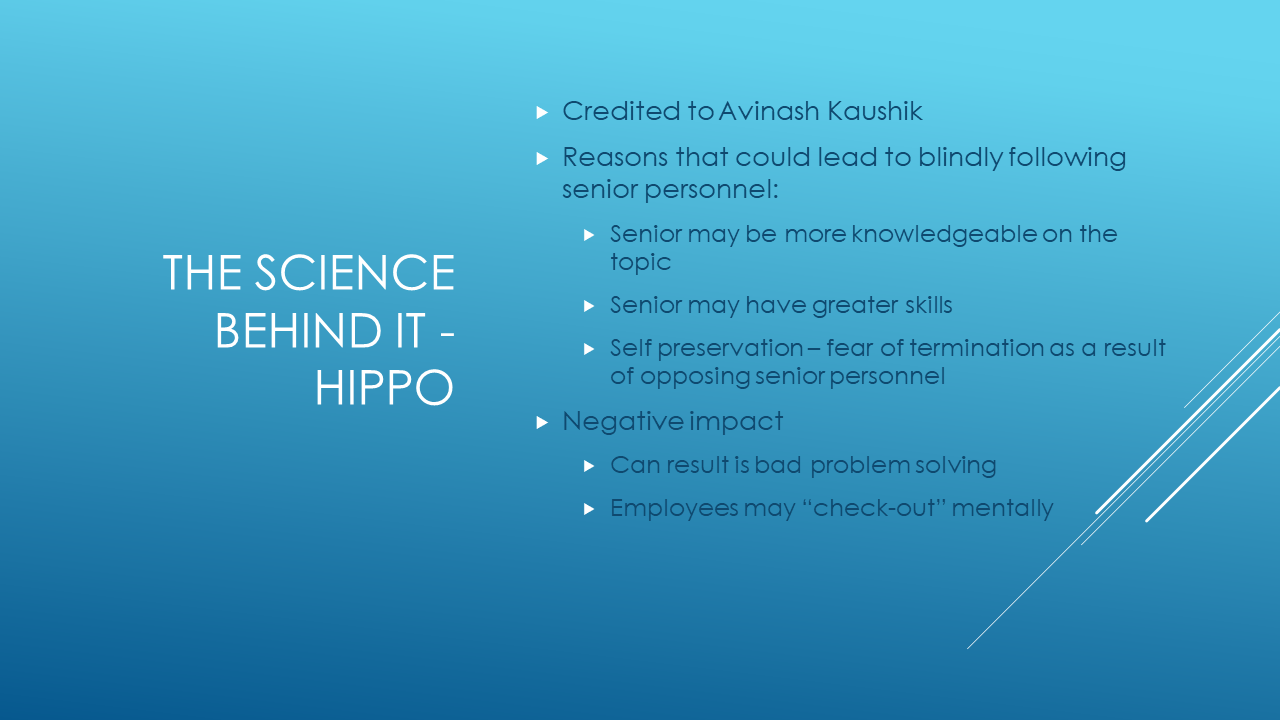 THE SCIENCE
BEHIND IT -
HIPPO
Credited to Avinash Kaushik
Reasons that could lead to blindly following
senior personnel:
Senior may be more knowledgeable on the
topic
Senior may have greater skills
Self preservation – fear of termination as a result
of opposing senior personnel
Negative impact
Can result is bad problem solving
Employees may “check-out” mentally